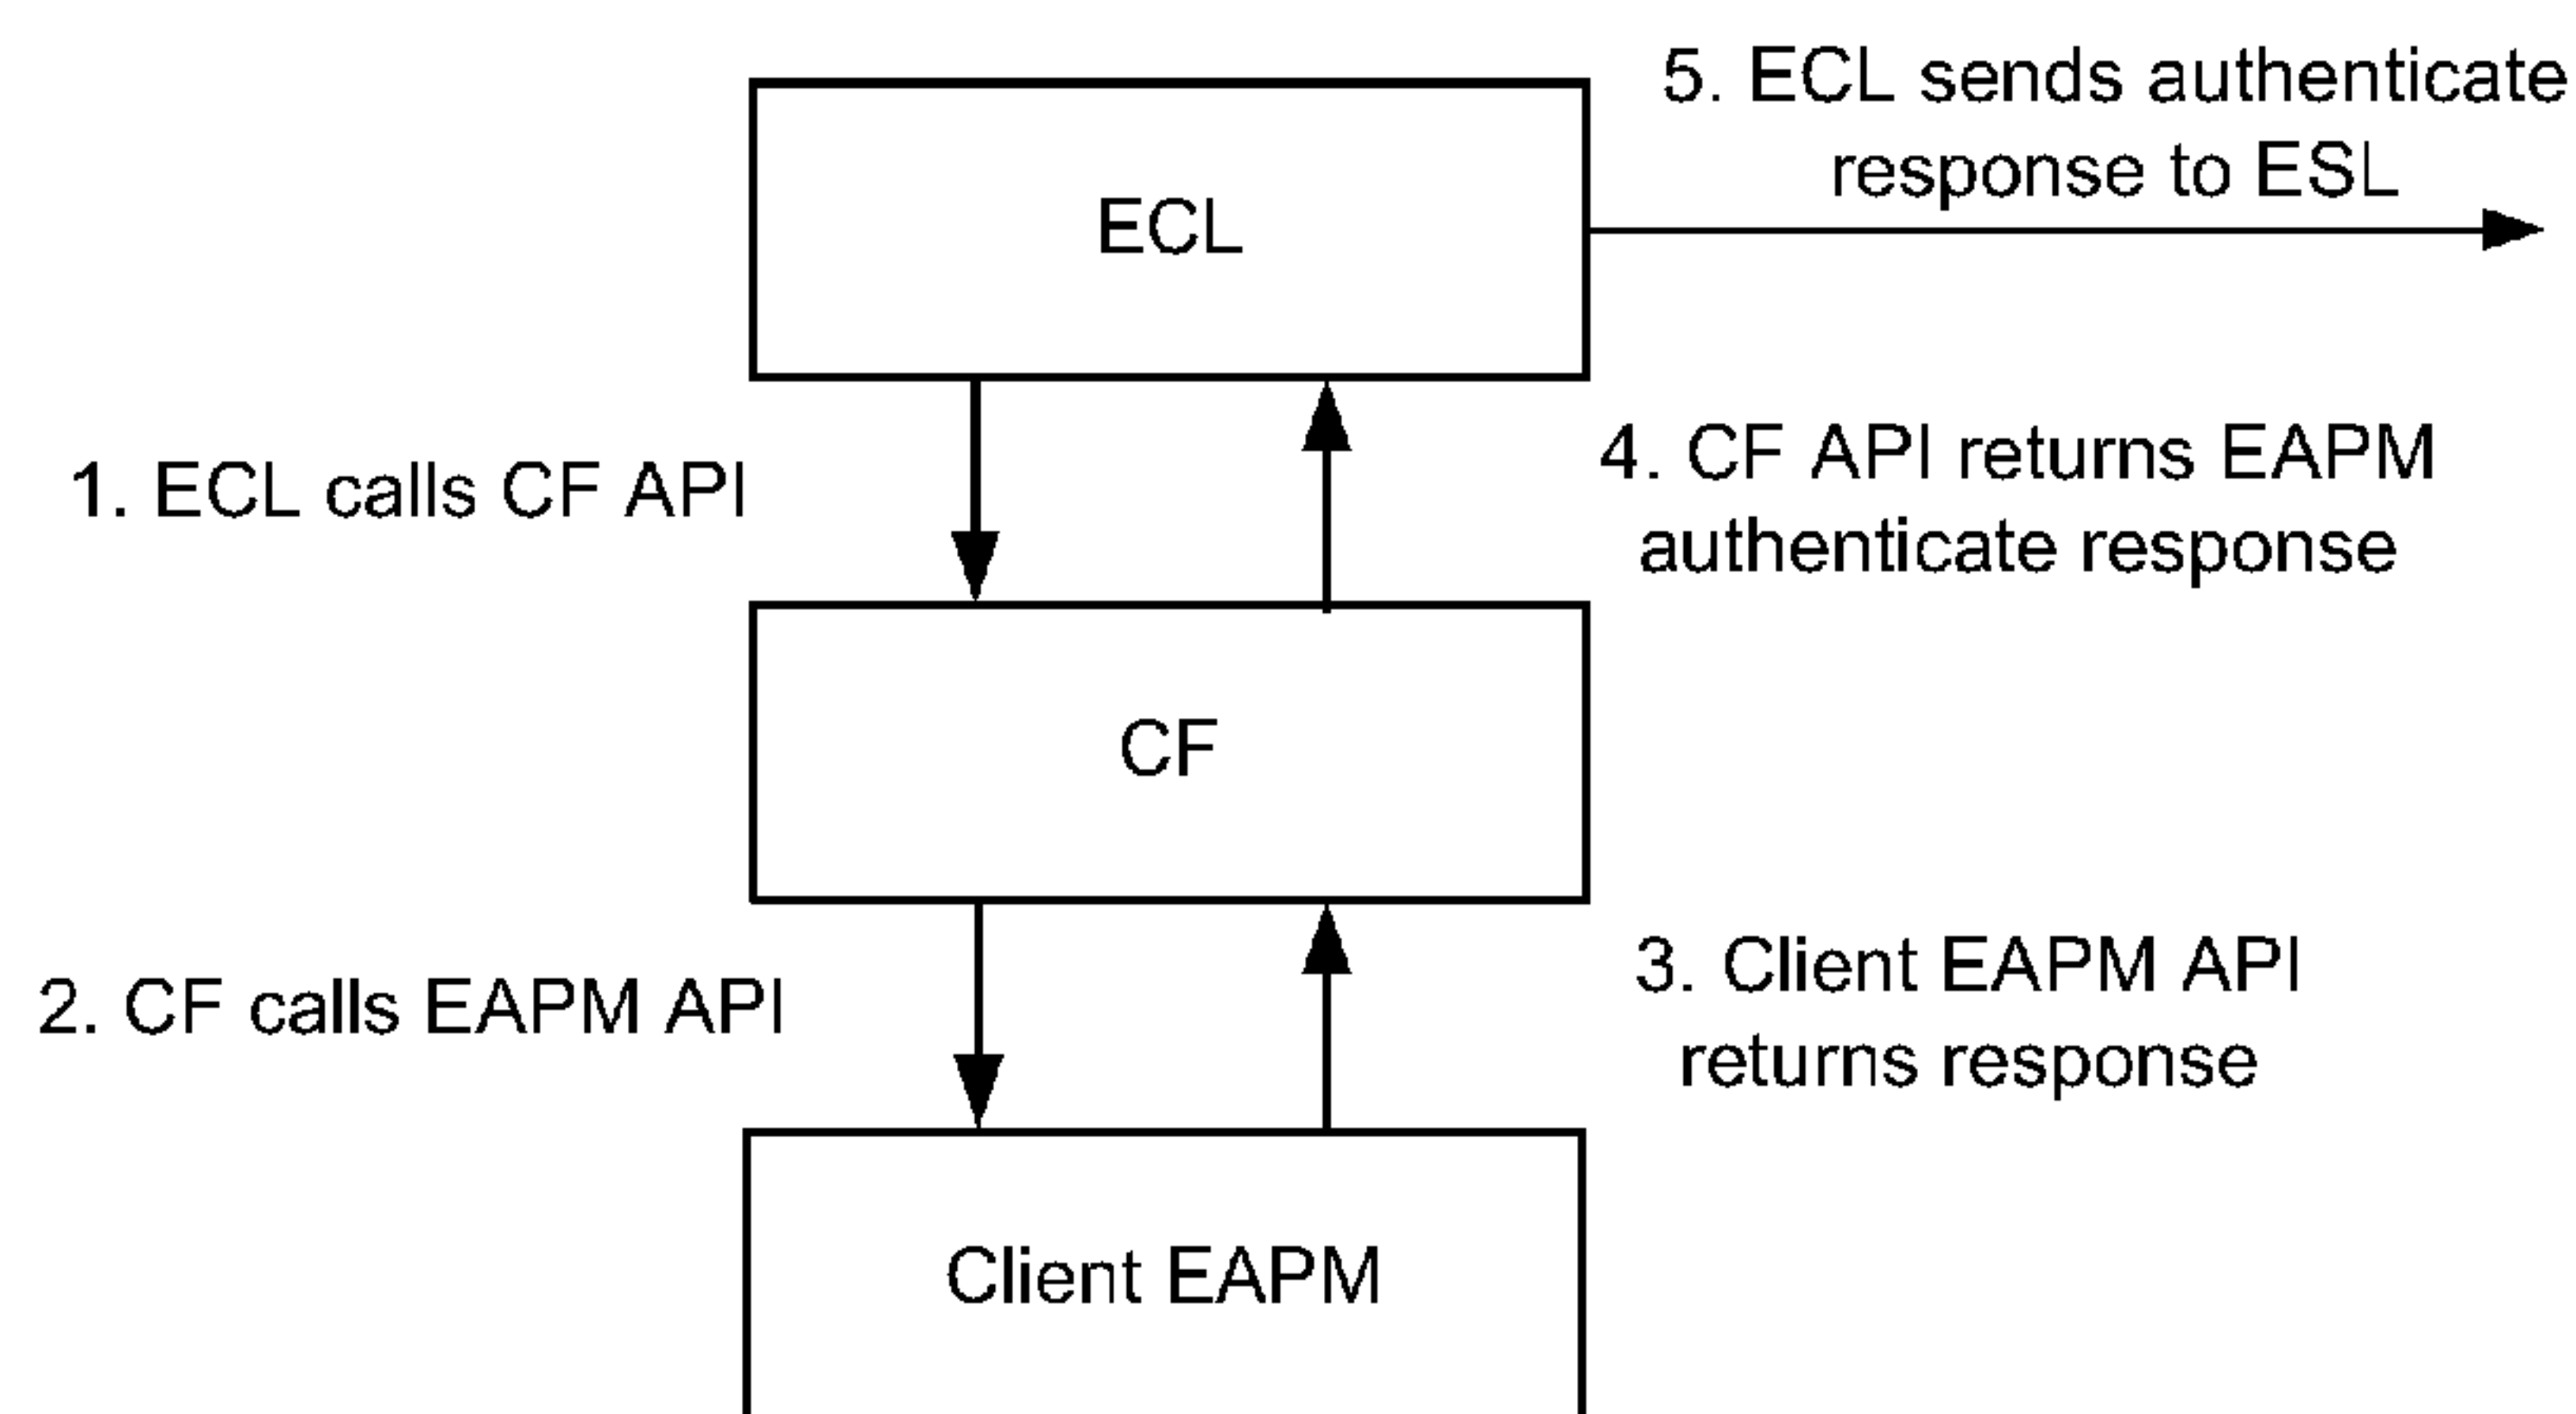 5. ECL sends authenticate
response to ESL
ECL
1. ECL calls CF API
4. CF API returns EAPM
authenticate response
CF
2. CF calls EAPM API
3. Client EAPM API
returns response
Client EAPM